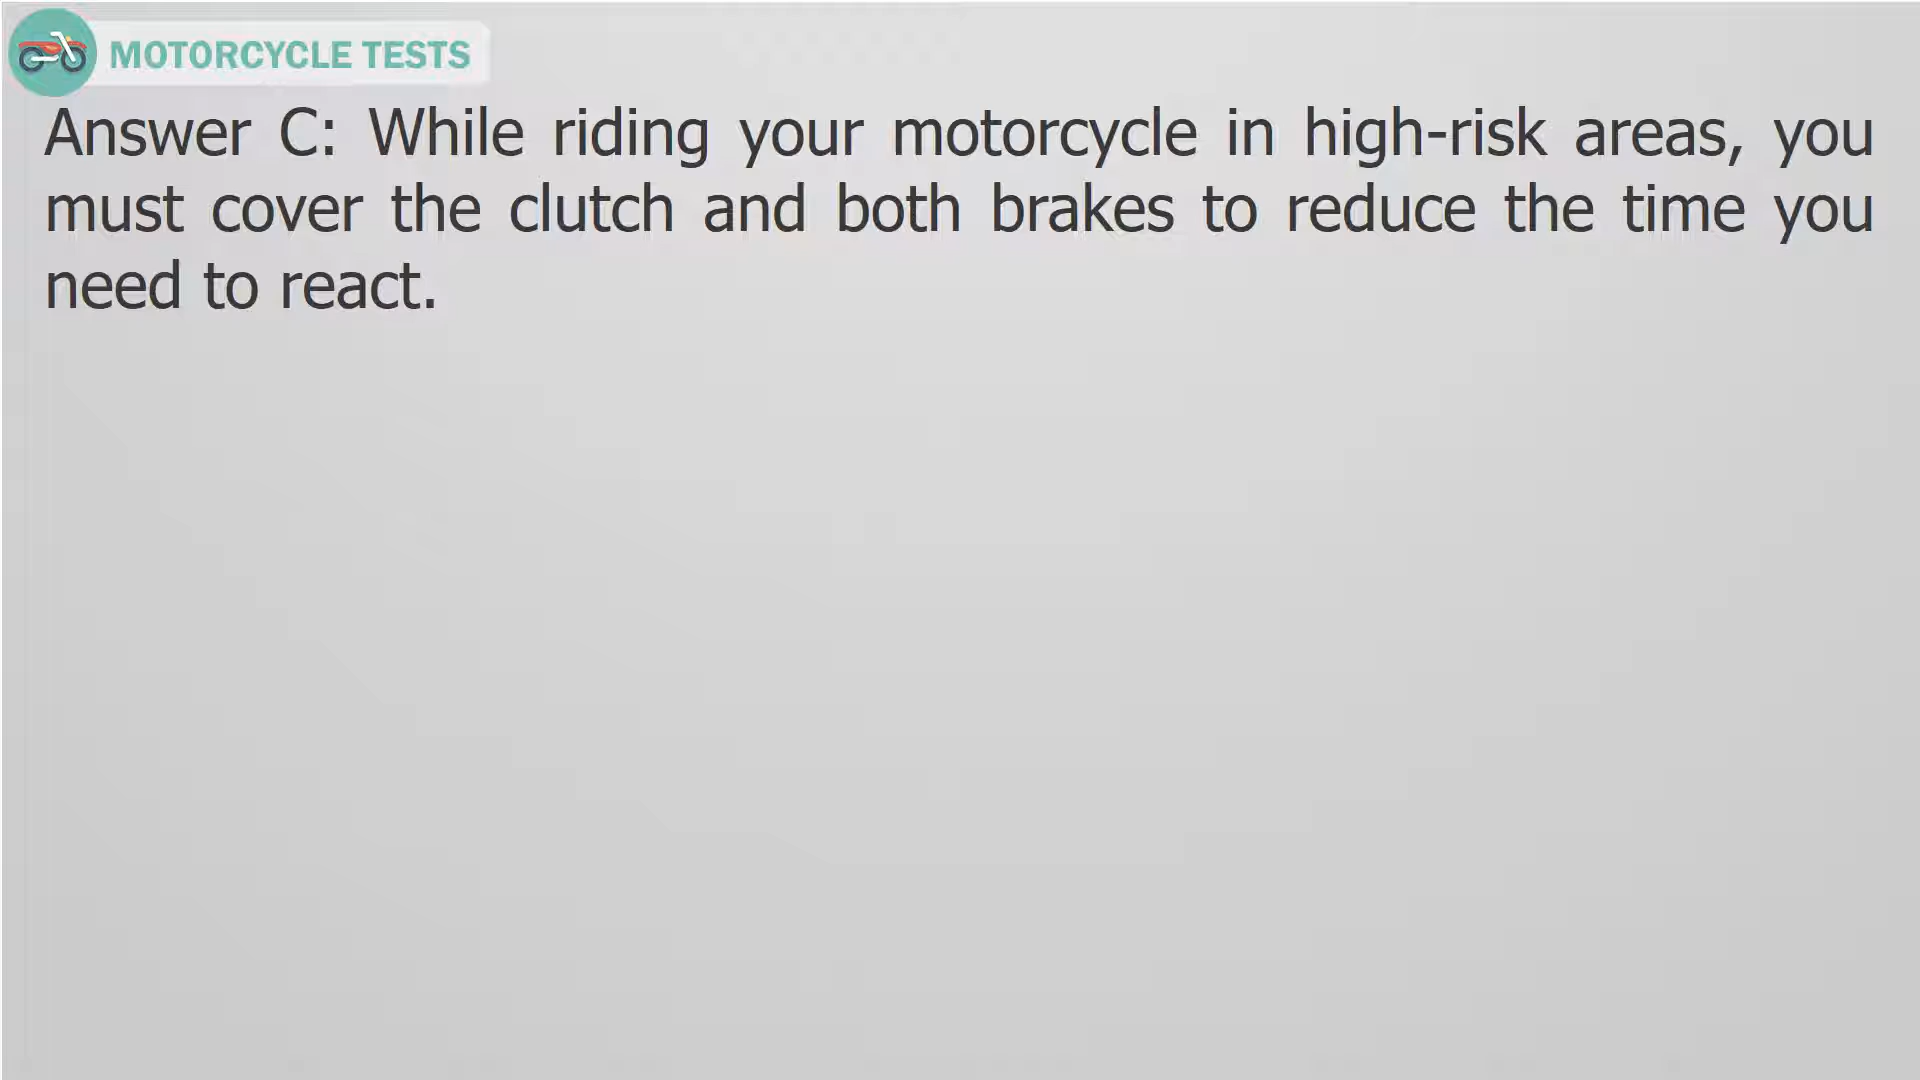 MOTORCYCLE TESTS
Answer C: While riding your motorcycle in high-risk areas, you
must cover the clutch and both brakes to reduce the time you
need to react.